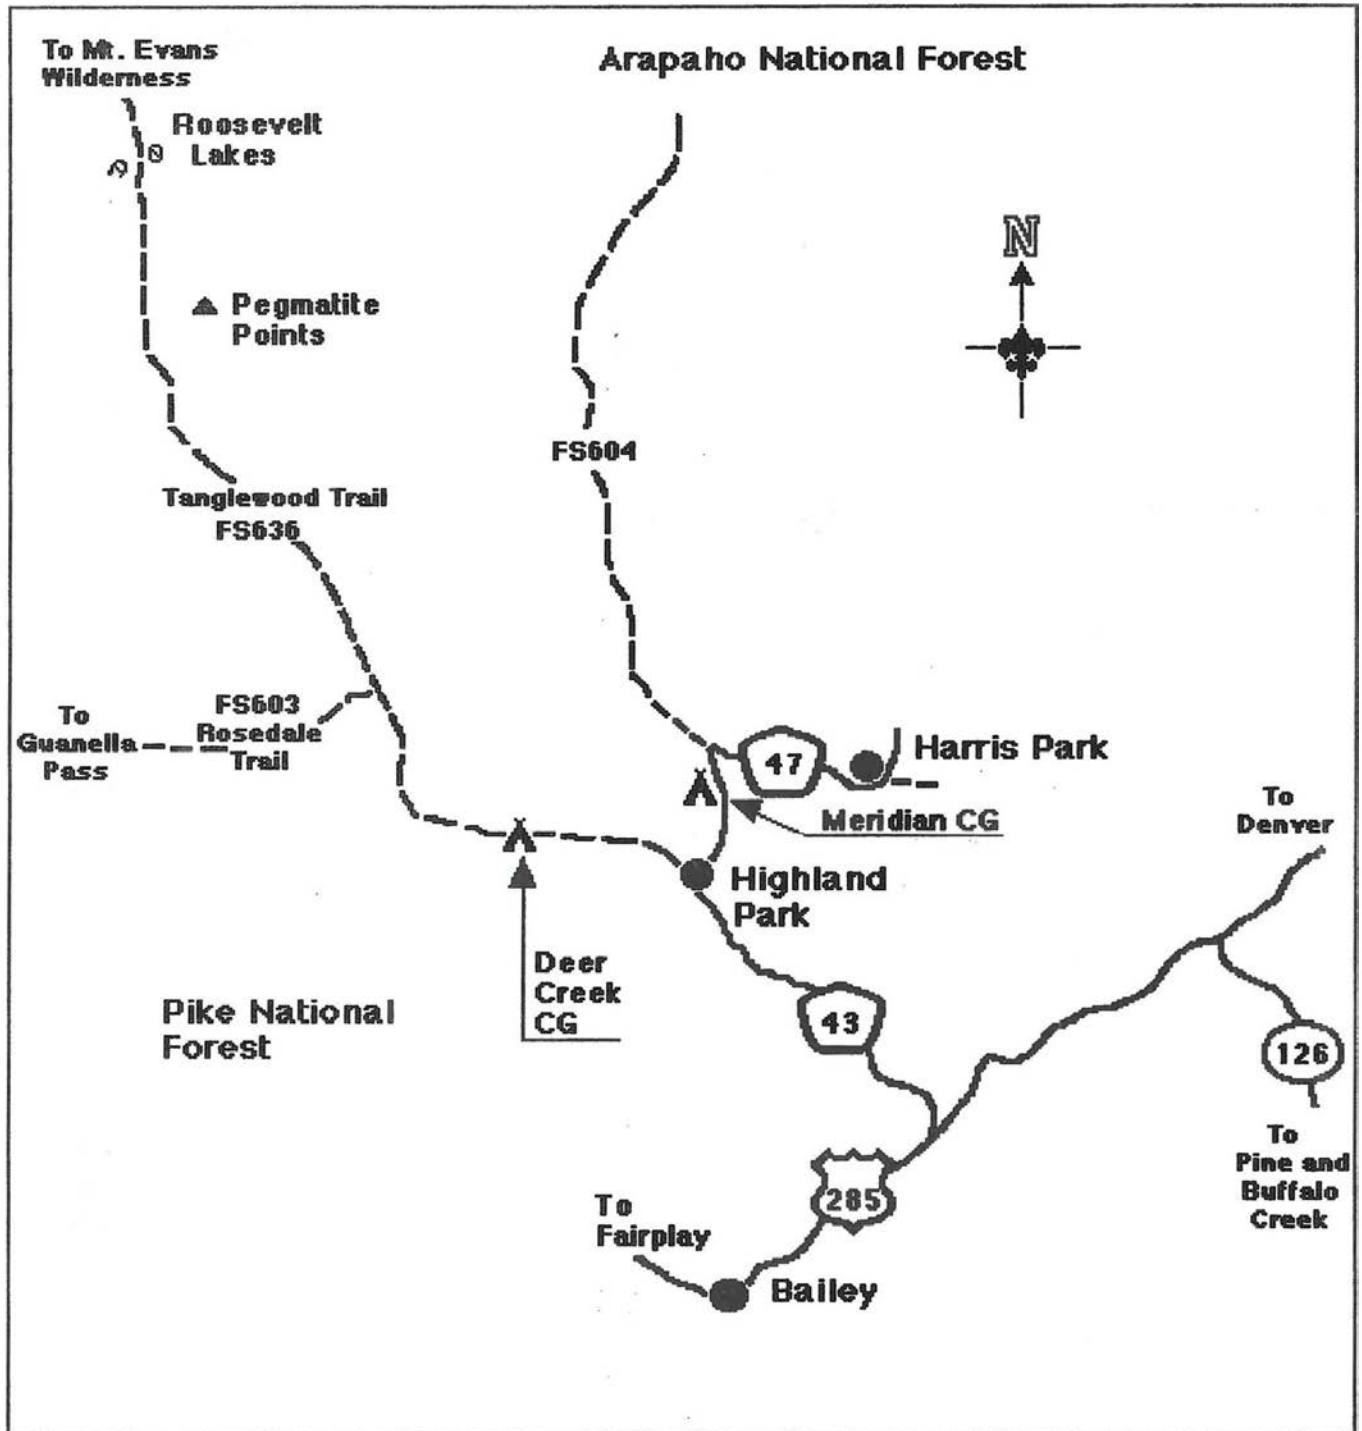 To Mt. Evans
Wilderness
Arapaho National Forest
Roosevelt
Lakes
N
Pegmatite
Points
FS604
Tanglewood Trail
FS636
FS603
Rosedale
Trail
To
Guanella
Pass
47
Harris Park
Meridian CG
To
Denver
Highland
Park
Deer
Creek
CG
Pike National
Forest
43
126
To
Pine and
Buffalo
Creek
285
To
Fairplay
Bailey